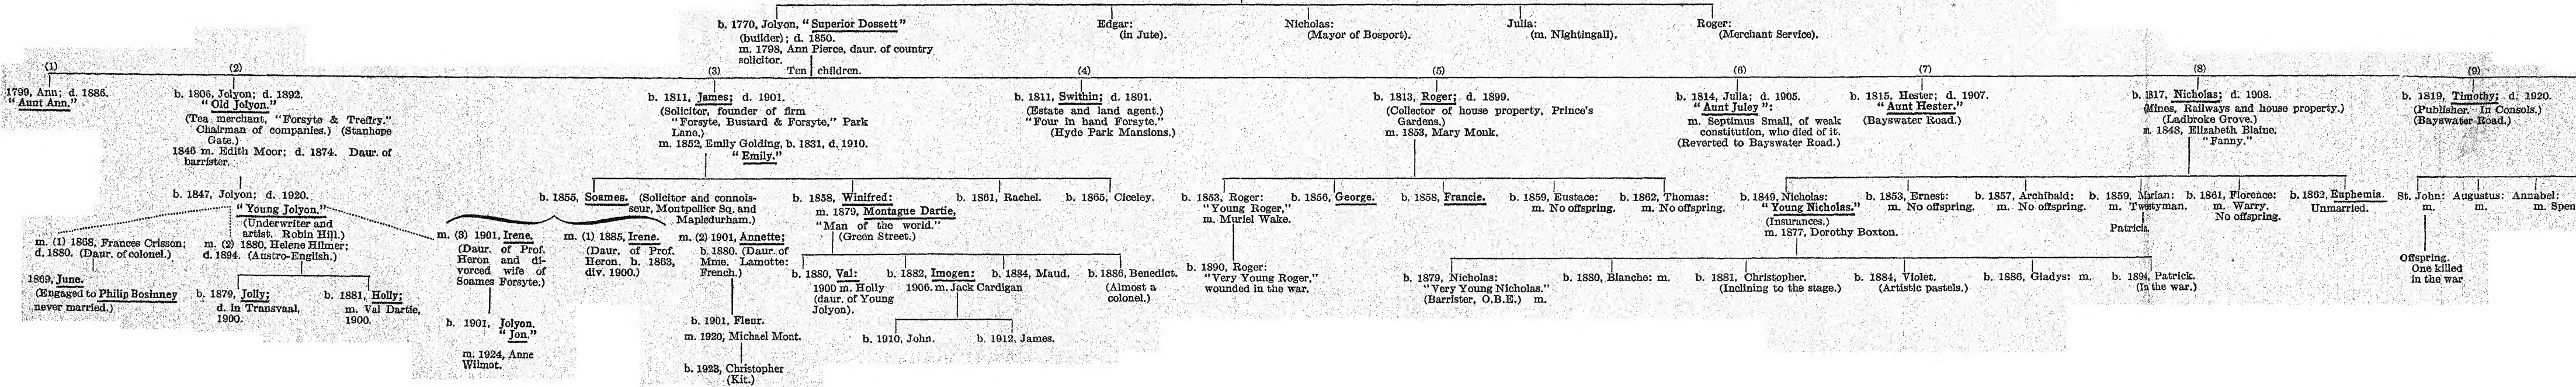 b. 1770, Jolyon, "Superior Dossett"
(builder); d. 1850.
m. 1798, Ann Pierce, daur. of country
solicitor.
Ten children.
Edgar:
(in Jute).
Nicholas:
(Mayor of Bosport).
Julia:
(m. Nightingall).
Roger:
(Merchant Service).
(1)
1799, Ann; d. 1886.
"Aunt Ann."
(2)
b. 1806, Jolyon; d. 1892.
"Old Jolyon."
(Tea merchant, "Forsyte & Treffry."
Chairman of companies.) (Stanhope
Gate.)
1846 m. Edith Moor; d. 1874. Daur. of
barrister.
(3)
b. 1811, James; d. 1901.
(Solicitor, founder of firm
"Forsyte, Bustard & Forsyte," Park
Lane.)
m. 1852, Emily Golding, b. 1831, d. 1910.
"Emily."
(4)
b. 1811, Swithin; d. 1891.
(Estate and land agent.)
"Four in hand Forsyte."
(Hyde Park Mansions.)
(5)
b. 1813, Roger; d. 1899.
(Collector of house property, Prince's
Gardens.)
m. 1853, Mary Monk.
(6)
b. 1814, Julia; d. 1905.
"Aunt Juley":
m. Septimus Small, of weak
constitution, who died of it.
(Reverted to Bayswater Road.)
(7)
b. 1815, Hester; d. 1907.
"Aunt Hester."
(Bayswater Road.)
(8)
b. 1817, Nicholas; d. 1908.
(Mines, Railways and house property.)
(Ladbroke Grove.)
m. 1848, Elizabeth Blaine.
"Fanny."
(9)
b. 1819, Timothy; d. 1920.
(Publisher. In Consols.)
(Bayswater Road.)
b. 1847, Jolyon; d. 1920.
"Young Jolyon."
(Underwriter and
artist. Robin Hill.)
m. (1) 1868, Frances Crisson;
d. 1880. (Daur. of colonel.)
m. (2) 1880, Helene Hilmer;
d. 1894. (Austro-English.)
m. (3) 1901, Irene.
(Daur. of Prof.
Heron and di-
vorced wife of
Soames Forsyte.)
1869, June.
(Engaged to Philip Bosinney
never married.)
b. 1879, Jolly;
d. in Transvaal,
1900.
b. 1881, Holly;
m. Val Dartie,
1900.
b. 1901, Jolyon.
"Jon."
m. 1924, Anne
Wilmot.
b. 1855, Soames. (Solicitor and connois-
seur, Montpellier Sq. and
Mapledurham.)
m. (1) 1885, Irene.
(Daur. of Prof.
Heron. b. 1863,
div. 1900.)
m. (2) 1901, Annette;
b. 1880. (Daur. of
Mme. Lamotte:
French.)
b. 1901, Fleur.
m. 1920, Michael Mont.
b. 1923, Christopher
(Kit.)
b. 1858, Winifred:
m. 1879, Montague Dartie,
"Man of the world."
(Green Street.)
b. 1861, Rachel.
b. 1865, Ciceley.
b. 1880, Val:
1900 m. Holly
(daur. of Young
Jolyon).
b. 1882, Imogen:
1906. m. Jack Cardigan
b. 1884, Maud.
b. 1886, Benedict.
(Almost a
colonel.)
b. 1910, John.
b. 1912, James.
b. 1853, Roger:
"Young Roger,"
m. Muriel Wake.
b. 1856, George.
b. 1858, Francie.
b. 1859, Eustace:
m. No offspring.
b. 1862, Thomas:
m. No offspring.
b. 1890, Roger:
"Very Young Roger,"
wounded in the war.
b. 1849, Nicholas:
"Young Nicholas."
(Insurances.)
m. 1877, Dorothy Boxton.
b. 1853, Ernest:
m. No offspring.
b. 1857, Archibald:
m. No offspring.
b. 1859, Marian:
m. Tweetyman.
Patricia.
b. 1861, Florence:
m. Warry.
No offspring.
b. 1862, Euphemia.
Unmarried.
b. 1879, Nicholas:
"Very Young Nicholas."
(Barrister, O.B.E.) m.
b. 1880, Blanche: m.
b. 1881, Christopher.
(Inclining to the stage.)
b. 1884, Violet.
(Artistic pastels.)
b. 1886, Gladys: m.
b. 1894, Patrick.
(In the war.)
St. John:
m.
Augustus:
m.
Annabel:
m. Spen
Offspring.
One killed
in the war